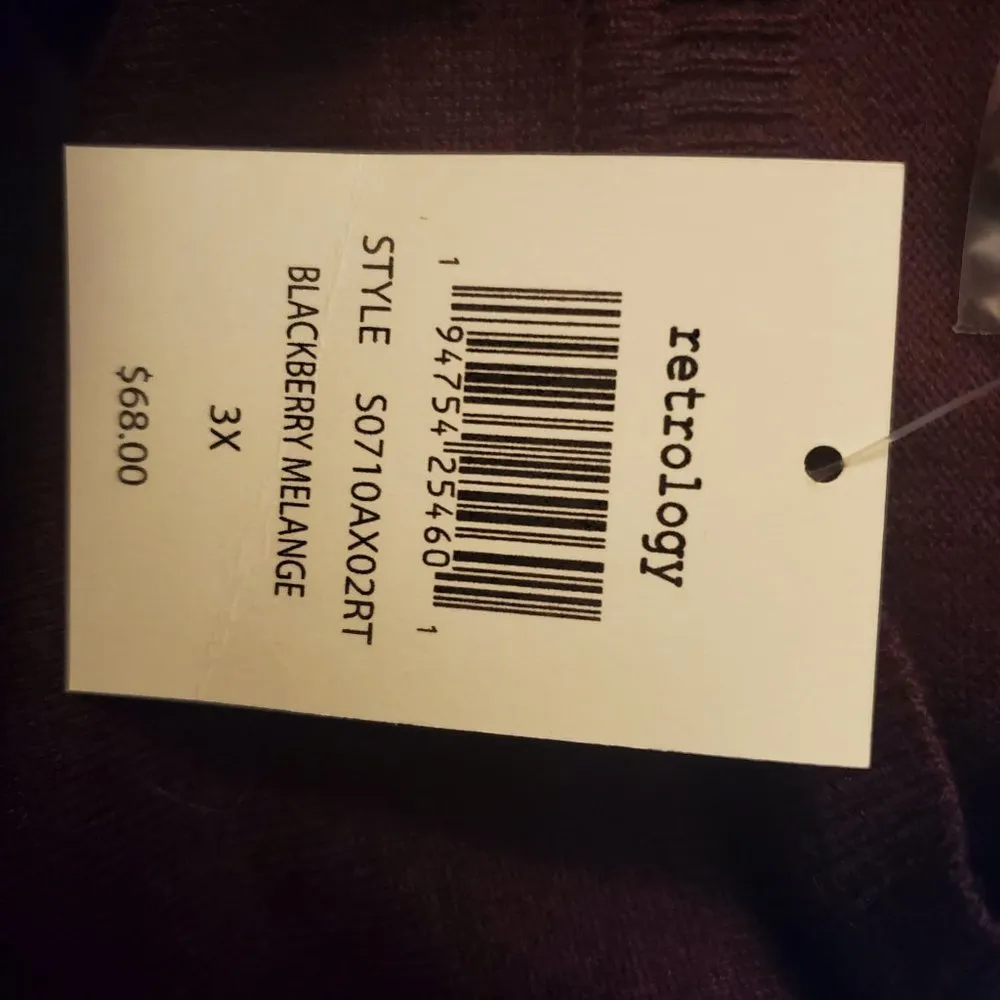 retrology
1 94754 25460 1
STYLE S0710AX02RT
BLACKBERRY MELANGE
3X
$68.00